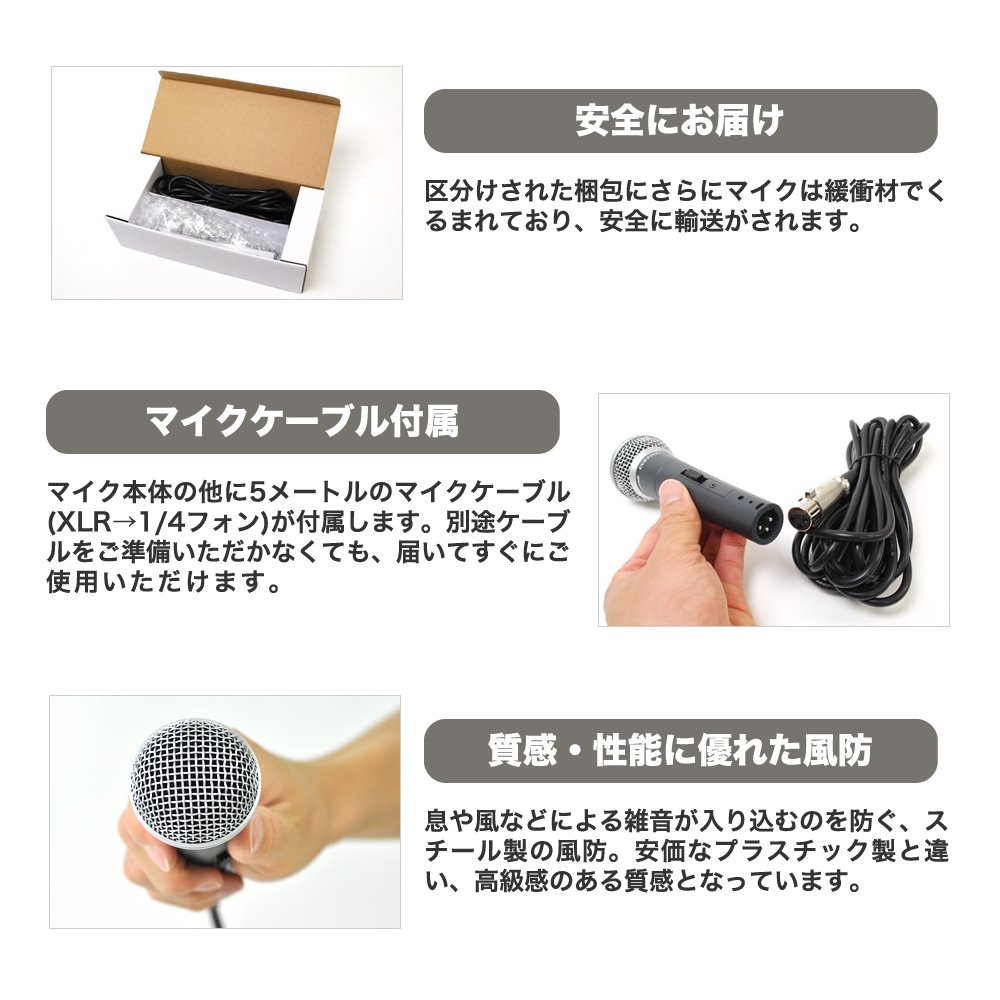 安全にお届け
区分けされた梱包にさらにマイクは緩衝材でく
るまれており、安全に輸送がされます。
マイクケーブル付属
マイク本体の他に5メートルのマイクケーブル
(XLR→1/4フォン)が付属します。別途ケーブ
ルをご準備いただかなくても、届いてすぐにご
使用いただけます。
質感・性能に優れた風防
息や風などによる雑音が入り込むのを防ぐ、ス
チール製の風防。安価なプラスチック製と違
い、高級感のある質感となっています。